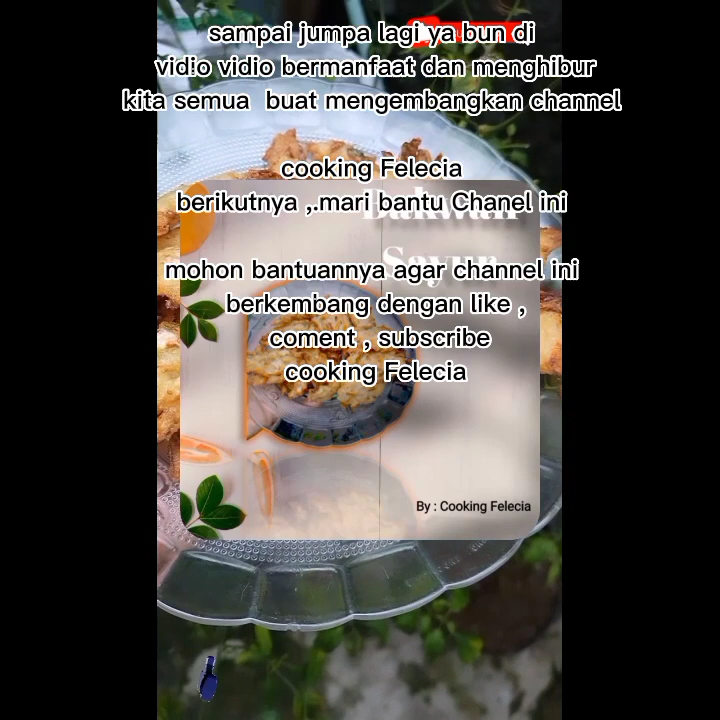 sampai jumpa lagi ya bun di
vidio vidio bermanfaat dan menghibur
kita semua buat mengembangkan channel
cooking Felecia
berikutnya ,.mari bantu Chanel ini
Bakwan
Sayur
mohon bantuannya agar channel ini
berkembang dengan like ,
coment , subscribe
cooking Felecia
By : Cooking Felecia